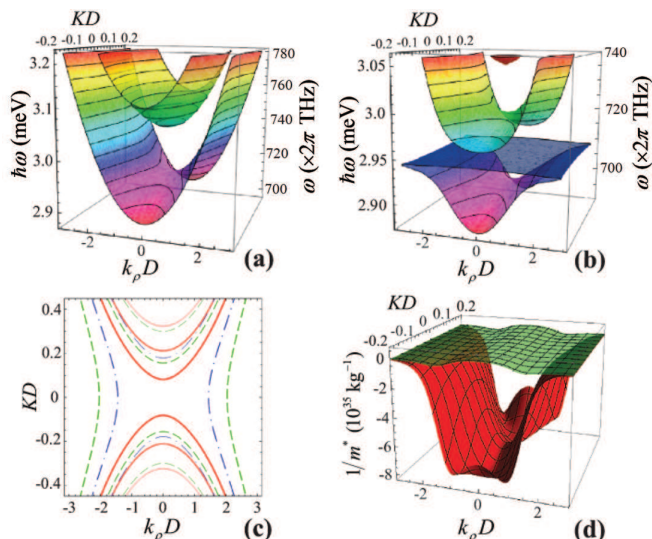 KD
-0.2 -0.1 0 0.1 0.2
3.2
3.1
3.0
2.9
ℏω (meV)
780
760
740
720
700
ω (×2π THz)
-2 0 2
k_ρD
(a)
KD
-0.2 -0.1 0 0.1 0.2
3.05
3.00
2.95
2.90
ℏω (meV)
740
720
700
ω (×2π THz)
-2 0 2
k_ρD
(b)
0.4
0.2
0
-0.2
-0.4
KD
-3 -2 -1 0 1 2 3
k_ρD
(c)
KD
-0.2 -0.1 0 0.1 0.2
0
-2
-4
-6
-8
1/m* (10³⁵ kg⁻¹)
-2 0 2
k_ρD
(d)